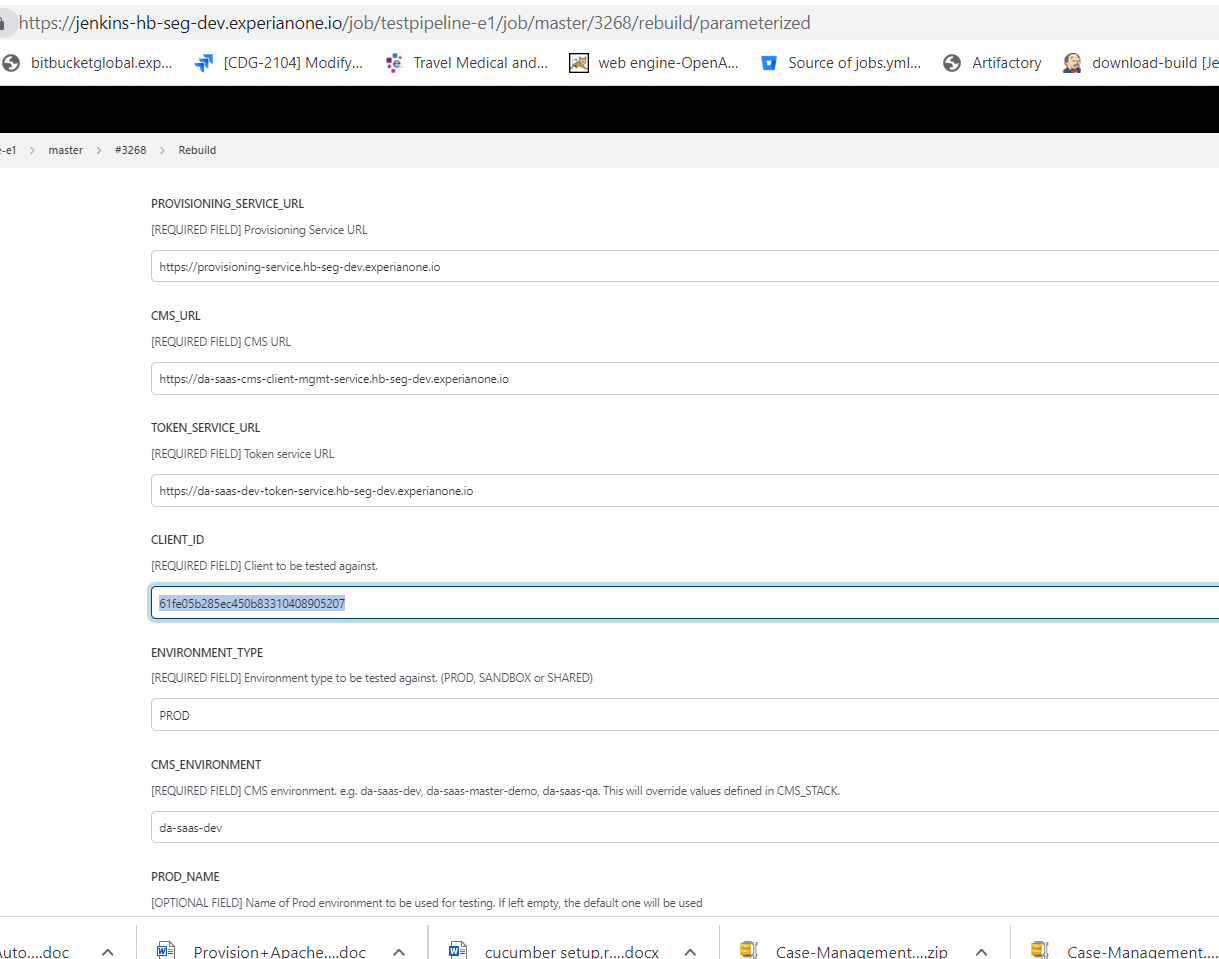 https://jenkins-hb-seg-dev.experianone.io/job/testpipeline-e1/job/master/3268/rebuild/parameterized
bitbucketglobal.exp... [CDG-2104] Modify... Travel Medical and... web engine-OpenA... Source of jobs.yml... Artifactory download-build [Je
e-e1 > master > #3268 > Rebuild
PROVISIONING_SERVICE_URL
[REQUIRED FIELD] Provisioning Service URL
https://provisioning-service.hb-seg-dev.experianone.io
CMS_URL
[REQUIRED FIELD] CMS URL
https://da-saas-cms-client-mgmt-service.hb-seg-dev.experianone.io
TOKEN_SERVICE_URL
[REQUIRED FIELD] Token service URL
https://da-saas-dev-token-service.hb-seg-dev.experianone.io
CLIENT_ID
[REQUIRED FIELD] Client to be tested against.
61fe05b285ec450b83310408905207
ENVIRONMENT_TYPE
[REQUIRED FIELD] Environment type to be tested against. (PROD, SANDBOX or SHARED)
PROD
CMS_ENVIRONMENT
[REQUIRED FIELD] CMS environment. e.g. da-saas-dev, da-saas-master-demo, da-saas-qa. This will override values defined in CMS_STACK.
da-saas-dev
PROD_NAME
[OPTIONAL FIELD] Name of Prod environment to be used for testing. If left empty, the default one will be used
Auto....doc Provision+Apache....doc cucumber setup,r....docx Case-Management....zip Case-Management....